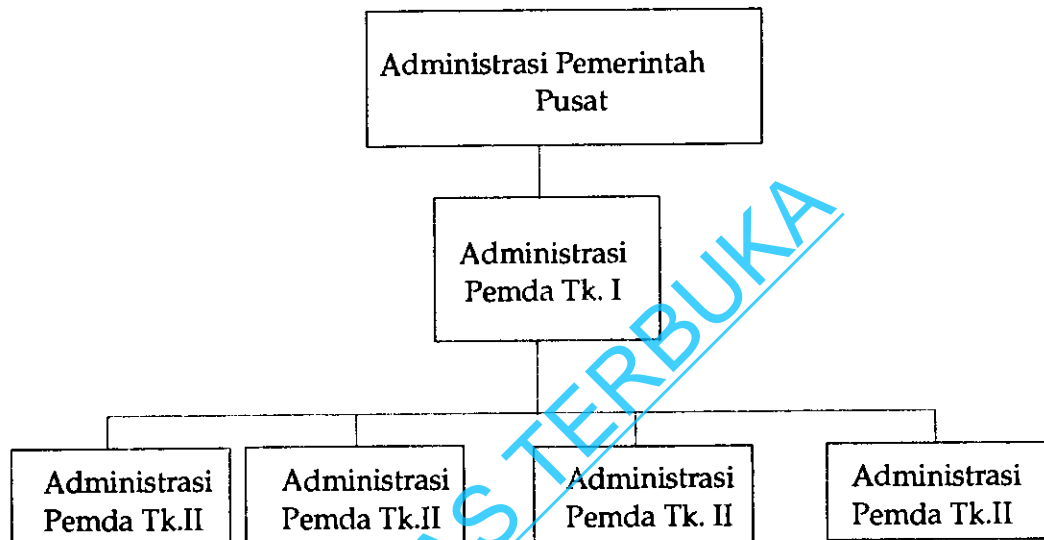 Administrasi Pemerintah
Pusat
Administrasi
Pemda Tk. I
Administrasi
Pemda Tk.II
Administrasi
Pemda Tk.II
Administrasi
Pemda Tk. II
Administrasi
Pemda Tk.II
AS TERBUKA